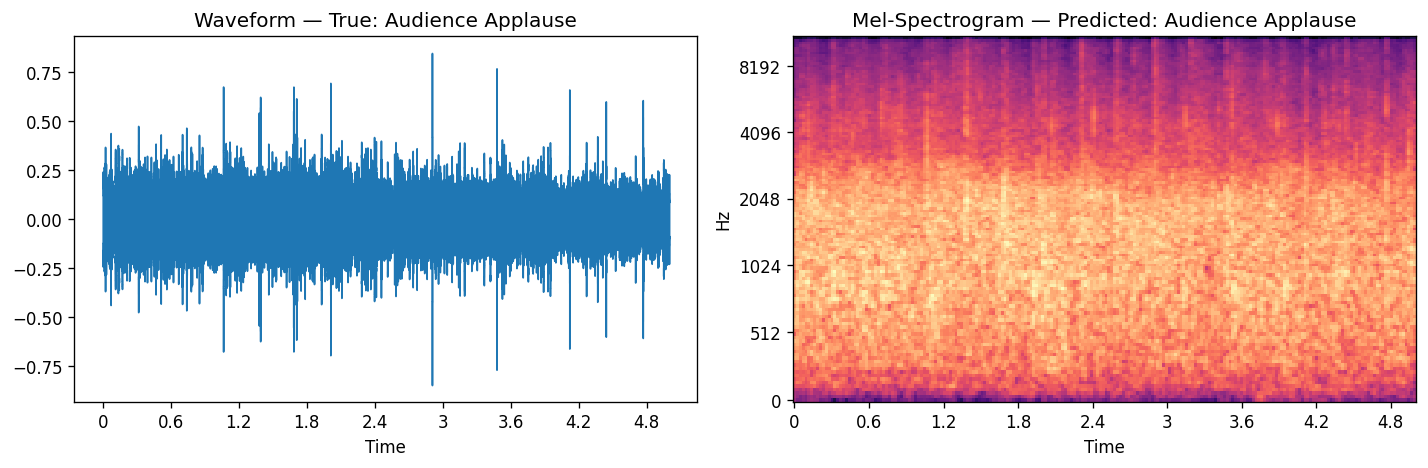 Waveform — True: Audience Applause
0.75
0.50
0.25
0.00
−0.25
−0.50
−0.75
0 0.6 1.2 1.8 2.4 3 3.6 4.2 4.8
Time
Mel-Spectrogram — Predicted: Audience Applause
Hz
8192
4096
2048
1024
512
0
0 0.6 1.2 1.8 2.4 3 3.6 4.2 4.8
Time